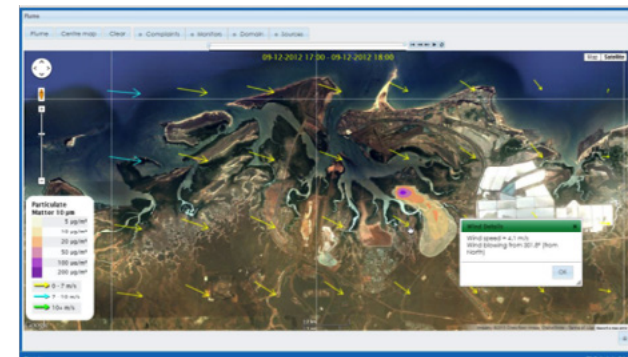 Plume
Plume Centre map Clear + Complaints + Monitors + Domain + Sources
09-12-2012 17:00 - 09-12-2012 18:00
Map Satellite
Particulate
Matter 10 µm
5 µg/m³
10 µg/m³
20 µg/m³
50 µg/m³
100 µg/m³
200 µg/m³
0 - 7 m/s
7 - 10 m/s
10+ m/s
Wind Details
Wind speed = 4.1 m/s
Wind blowing from 301.8° (from
North)
OK